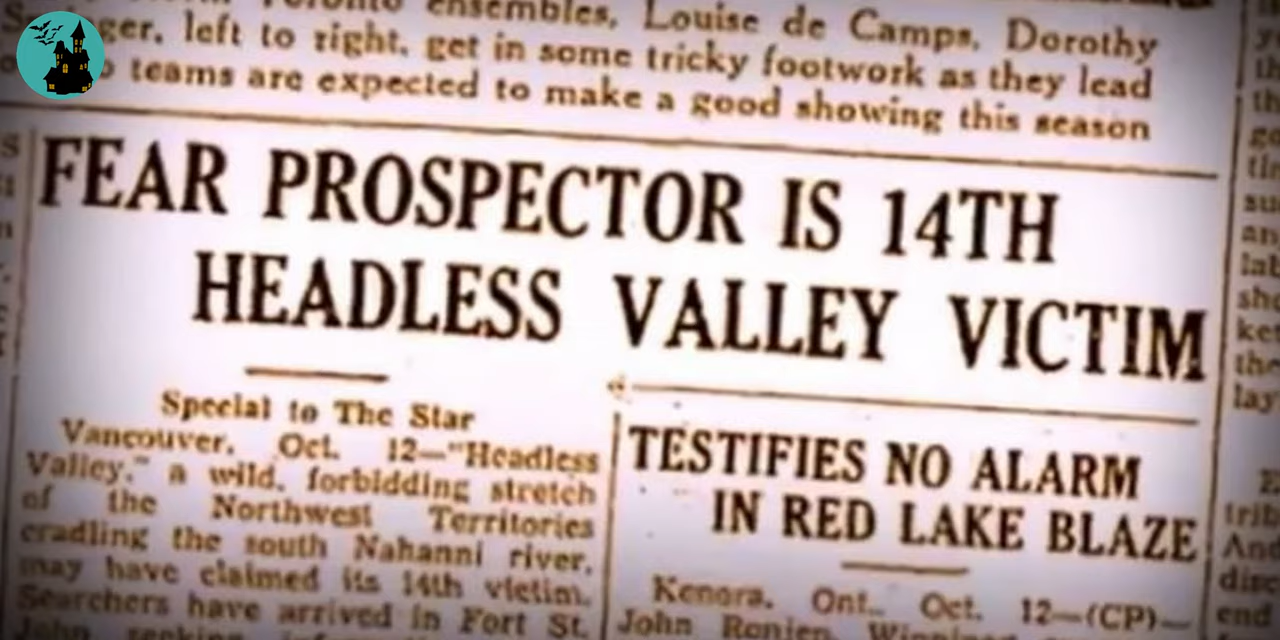 ensembles, Louise de Camps, Dorothy
left to right, get in some tricky footwork as they lead
teams are expected to make a good showing this season
FEAR PROSPECTOR IS 14TH
HEADLESS VALLEY VICTIM
Special to The Star
Vancouver, Oct. 12—"Headless
Valley," a wild, forbidding stretch
of the Northwest Territories
cradling the south Nahanni river,
may have claimed its 14th victim.
Searchers have arrived in Fort St.
John seeking
TESTIFIES NO ALARM
IN RED LAKE BLAZE
Kenora, Ont., Oct. 12—(CP)—
John